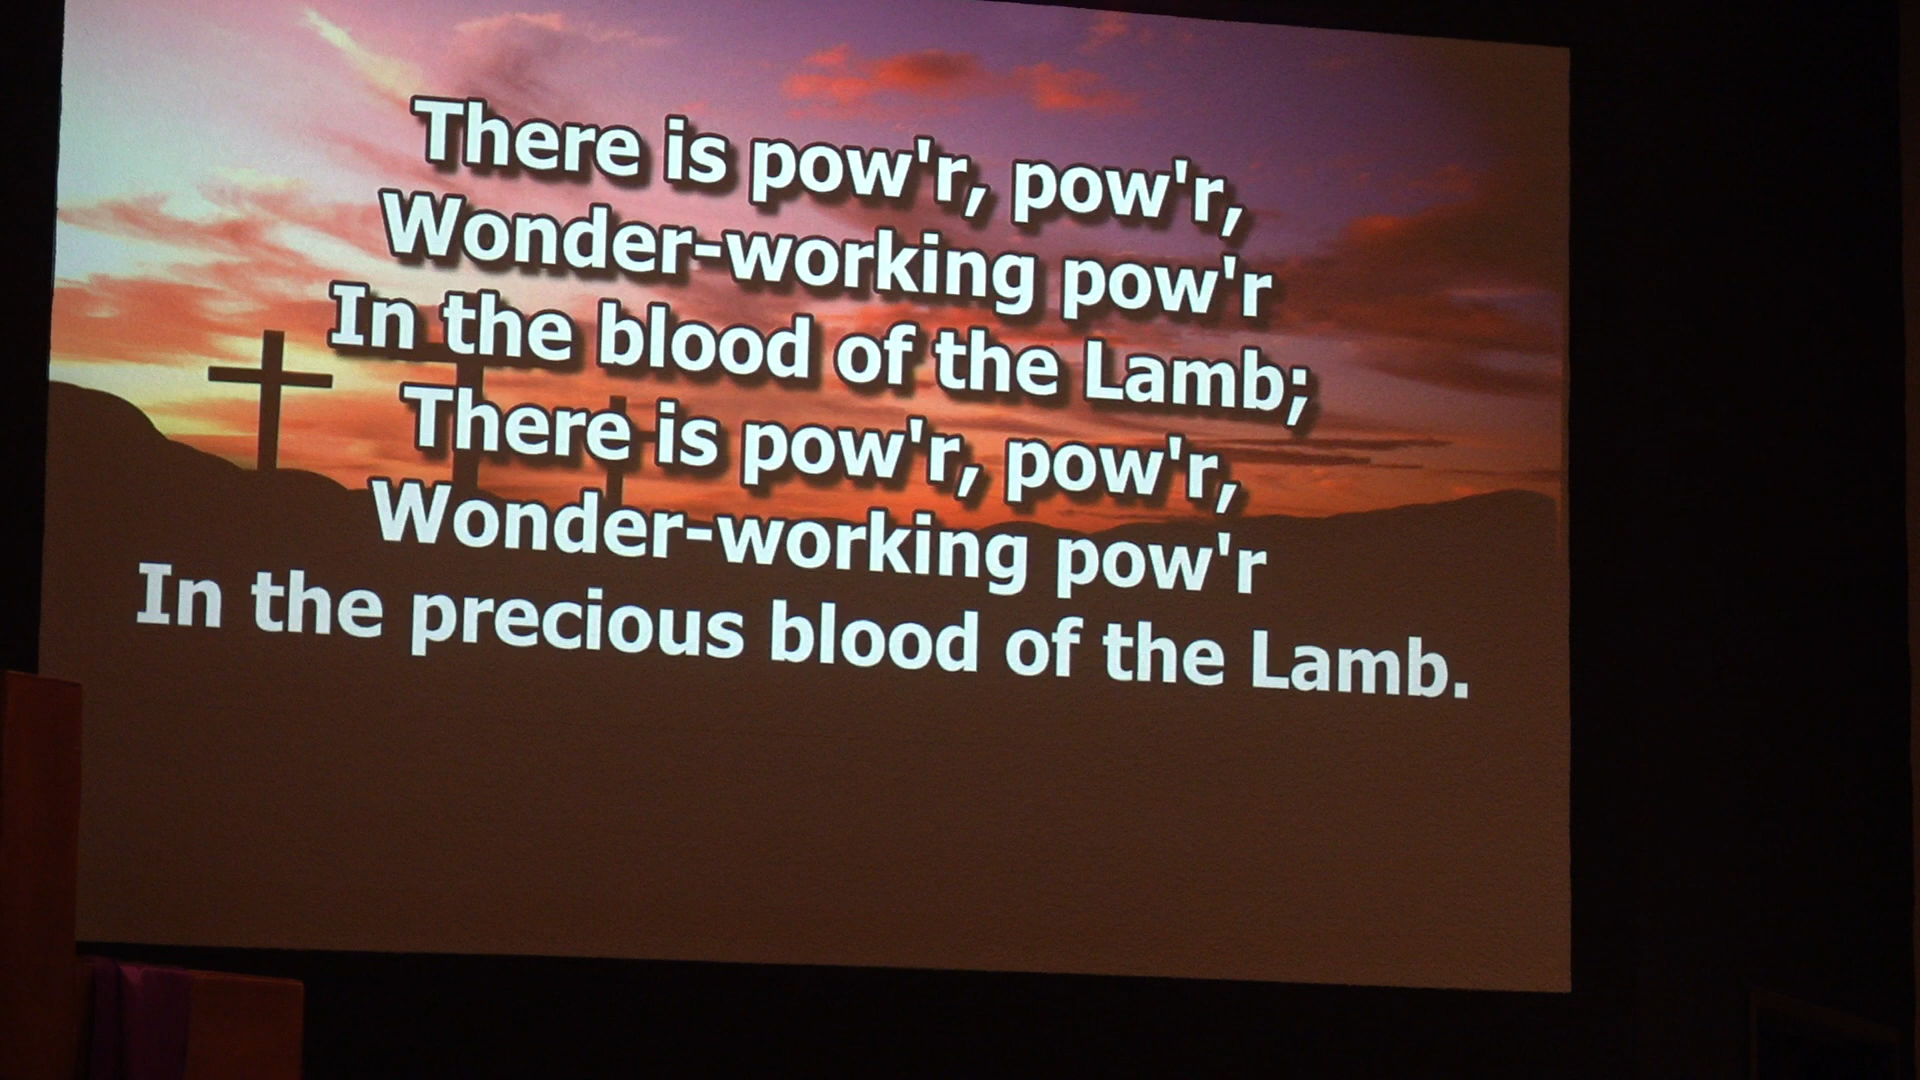 There is pow'r, pow'r,
Wonder-working pow'r
In the blood of the Lamb;
There is pow'r, pow'r,
Wonder-working pow'r
In the precious blood of the Lamb.